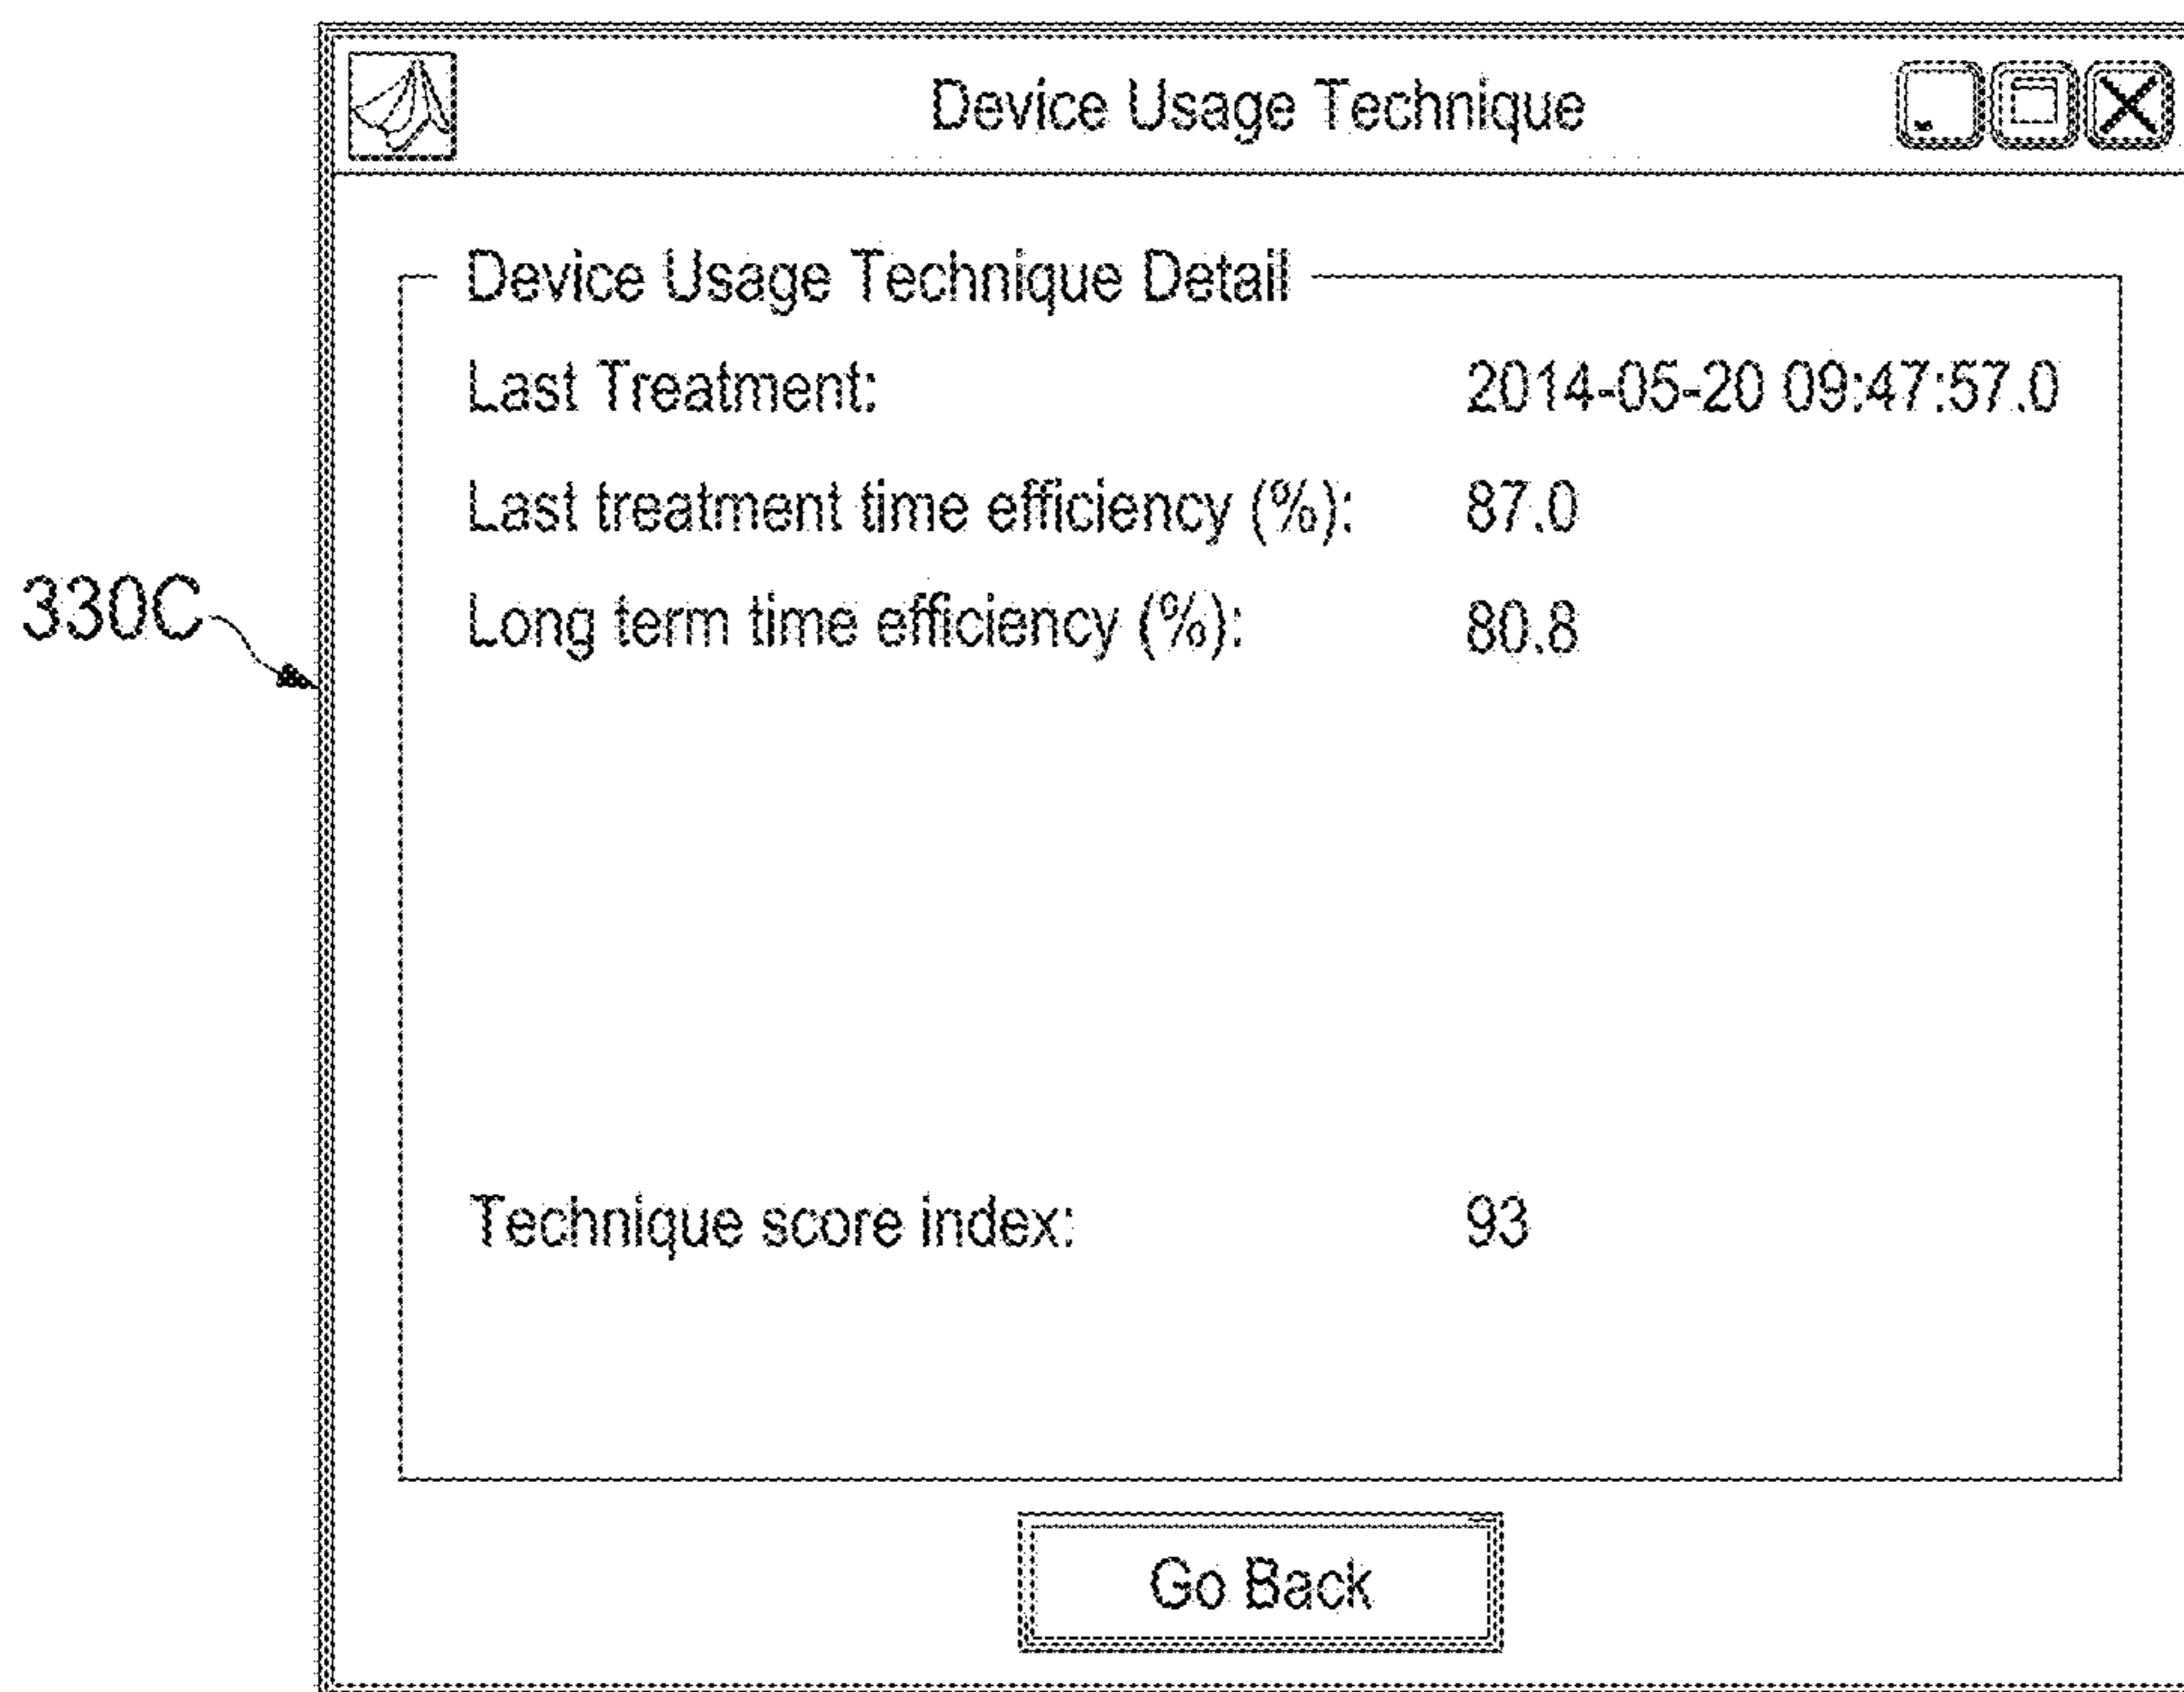 Device Usage Technique
Device Usage Technique Detail
Last Treatment: 2014-05-20 09:47:57.0
Last treatment time efficiency (%): 87.0
330C
Long term time efficiency (%): 80.8
Technique score index: 93
Go Back